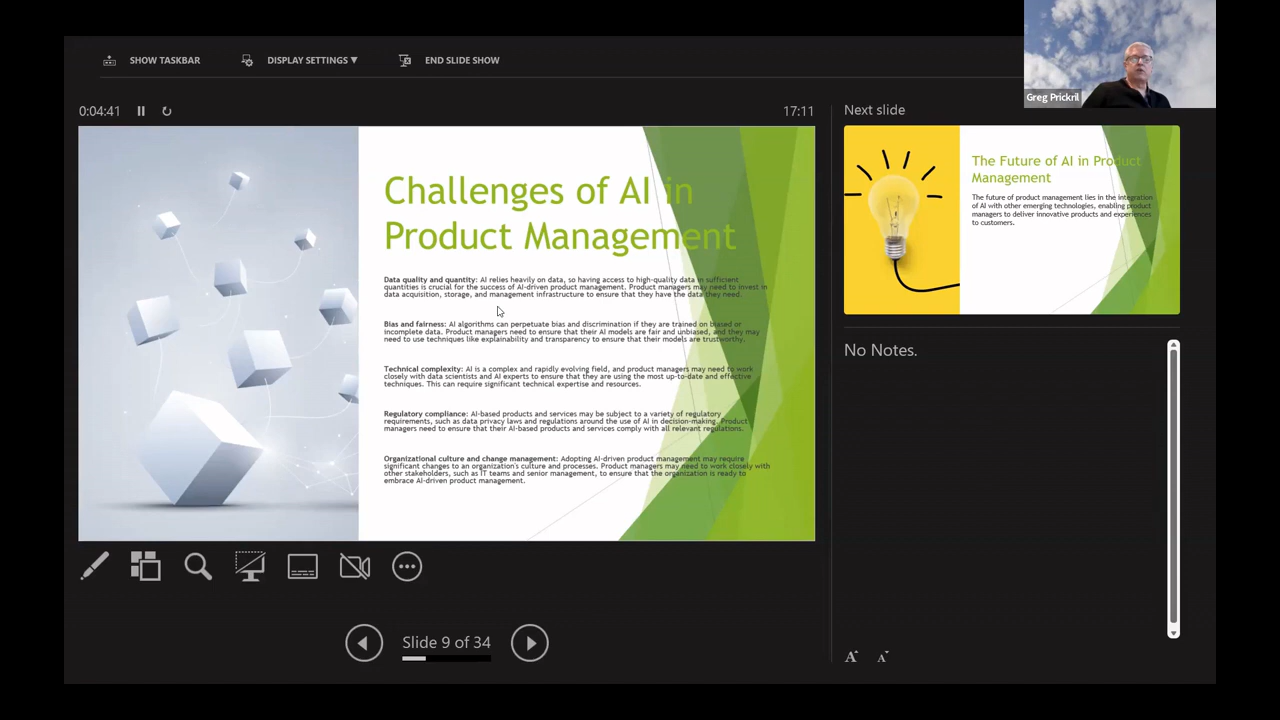 SHOW TASKBAR
DISPLAY SETTINGS ▼
END SLIDE SHOW
Greg Prickril
0:04:41
17:11
Challenges of AI in
Product Management
Data quality and quantity: AI relies heavily on data, so having access to high-quality data in sufficient
quantities is crucial for the success of AI-driven product management. Product managers may need to invest in
data acquisition, storage, and management infrastructure to ensure that they have the data they need.
Bias and fairness: AI algorithms can perpetuate bias and discrimination if they are trained on biased or
incomplete data. Product managers need to ensure that their AI models are fair and unbiased, and they may
need to use techniques like explainability and transparency to ensure that their models are trustworthy.
Technical complexity: AI is a complex and rapidly evolving field, and product managers may need to work
closely with data scientists and AI experts to ensure that they are using the most up-to-date and effective
techniques. This can require significant technical expertise and resources.
Regulatory compliance: AI-based products and services may be subject to a variety of regulatory
requirements, such as data privacy laws and regulations around the use of AI in decision-making. Product
managers need to ensure that their AI-based products and services comply with all relevant regulations.
Organizational culture and change management: Adopting AI-driven product management may require
significant changes to an organization's culture and processes. Product managers may need to work closely with
other stakeholders, such as IT teams and senior management, to ensure that the organization is ready to
embrace AI-driven product management.
Slide 9 of 34
Next slide
The Future of AI in Product
Management
The future of product management lies in the integration
of AI with other emerging technologies, enabling product
managers to deliver innovative products and experiences
to customers.
No Notes.
A A